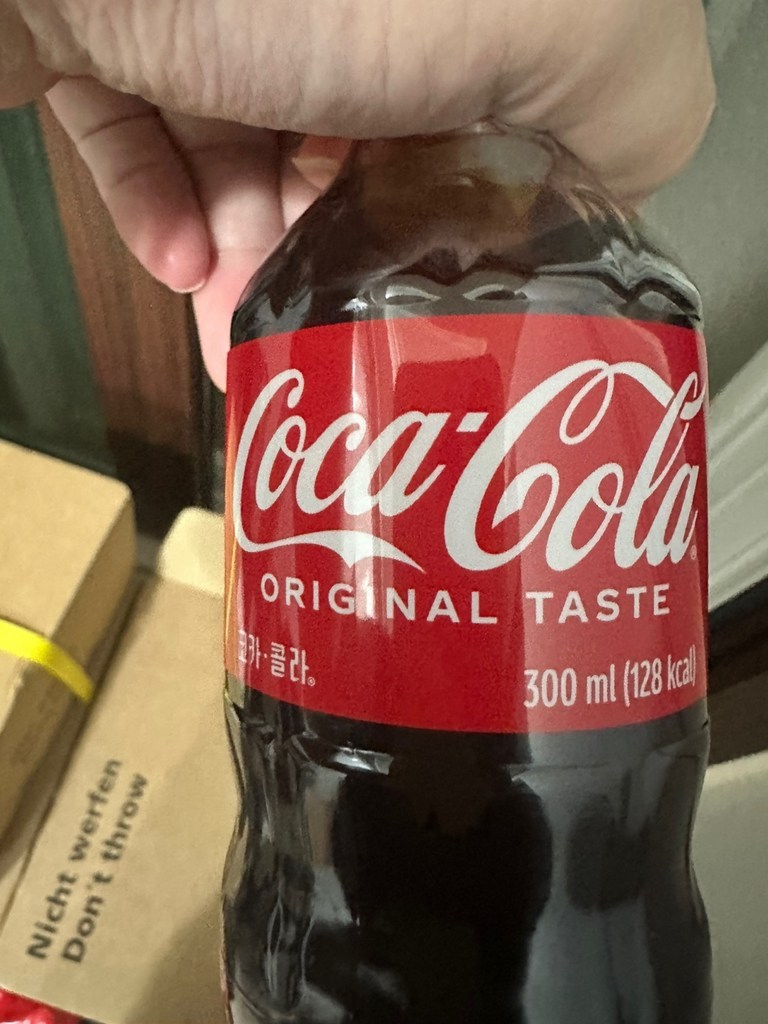 Coca-Cola®
ORIGINAL TASTE
코카·콜라®
300 ml (128 kcal)
Nicht werfen
Don't throw